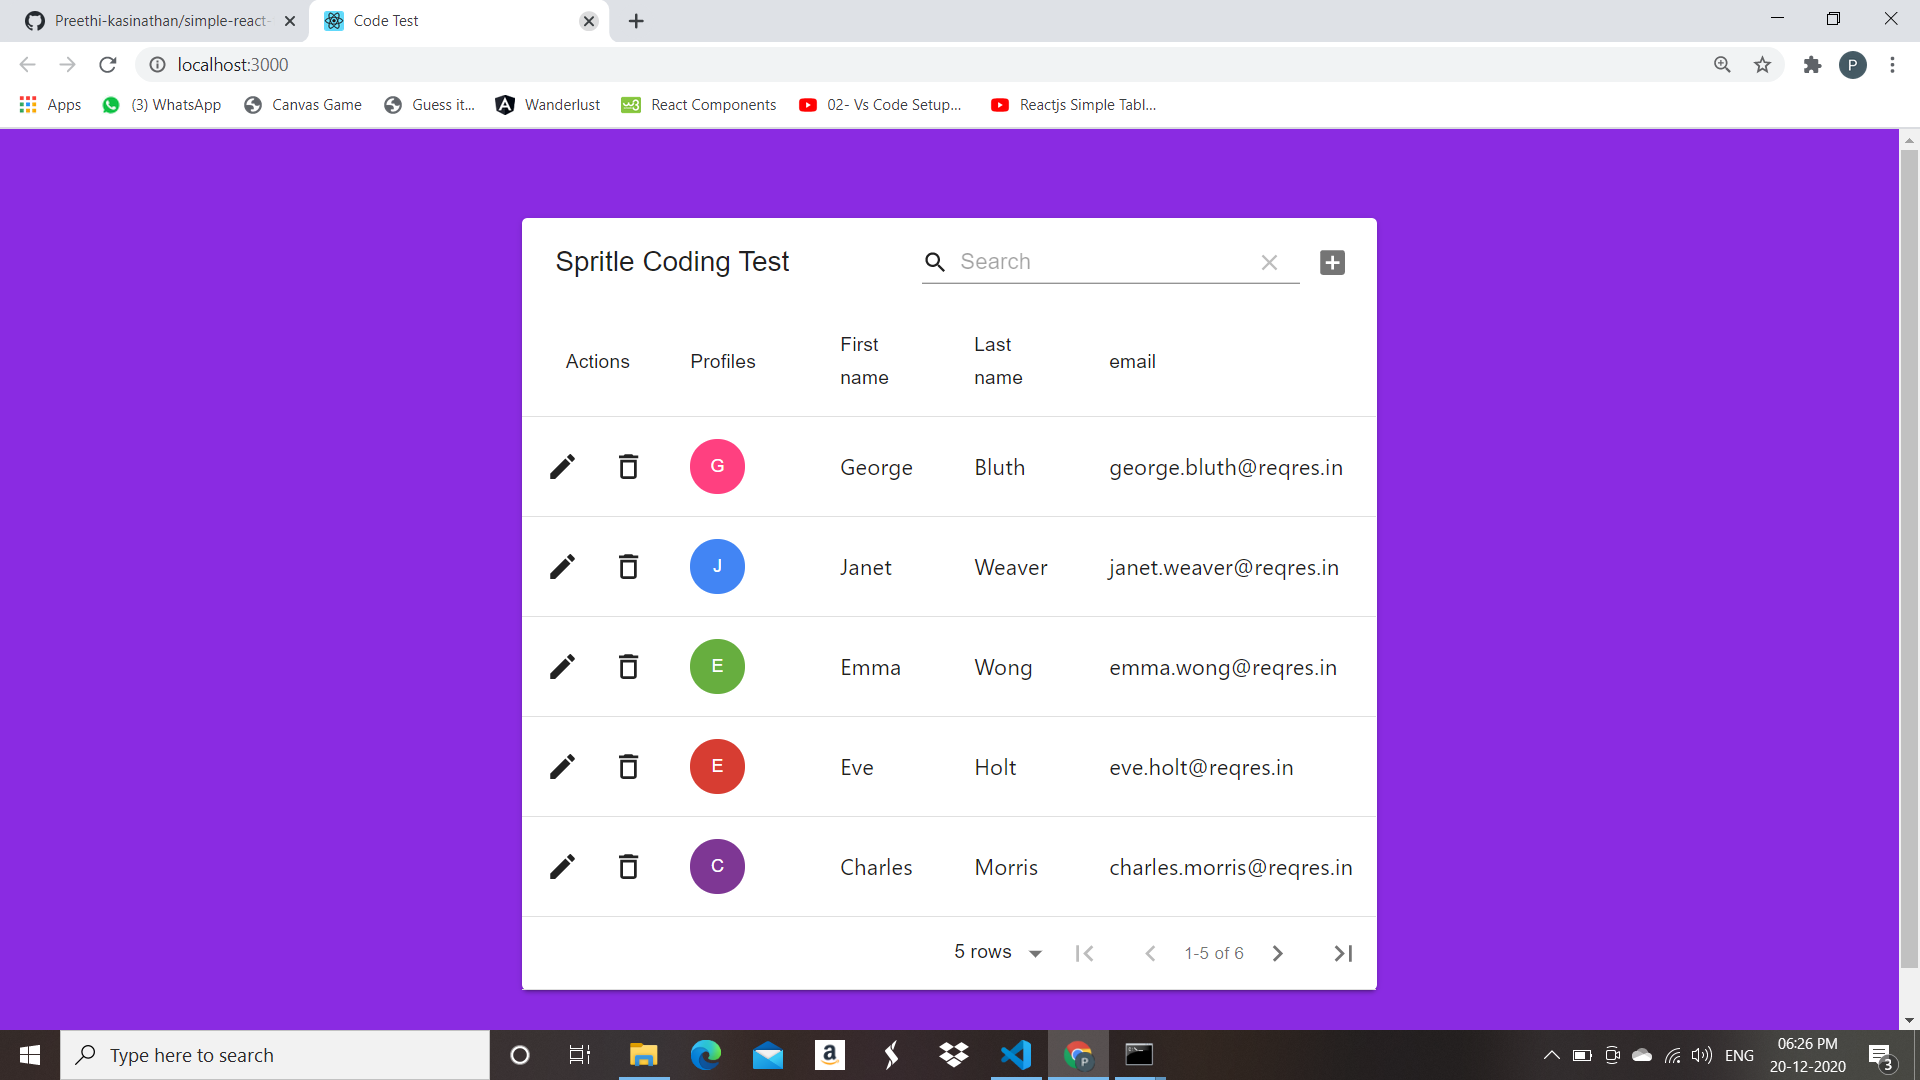 Preethi-kasinathan/simple-react-
Code Test
localhost:3000
P
Apps
(3) WhatsApp
Canvas Game
Guess it...
Wanderlust
React Components
02- Vs Code Setup...
Reactjs Simple Tabl...
Spritle Coding Test
Search
Actions
Profiles
First
name
Last
name
email
G
George
Bluth
george.bluth@reqres.in
J
Janet
Weaver
janet.weaver@reqres.in
E
Emma
Wong
emma.wong@reqres.in
E
Eve
Holt
eve.holt@reqres.in
C
Charles
Morris
charles.morris@reqres.in
5 rows
1-5 of 6
Type here to search
ENG
06:26 PM
20-12-2020
3